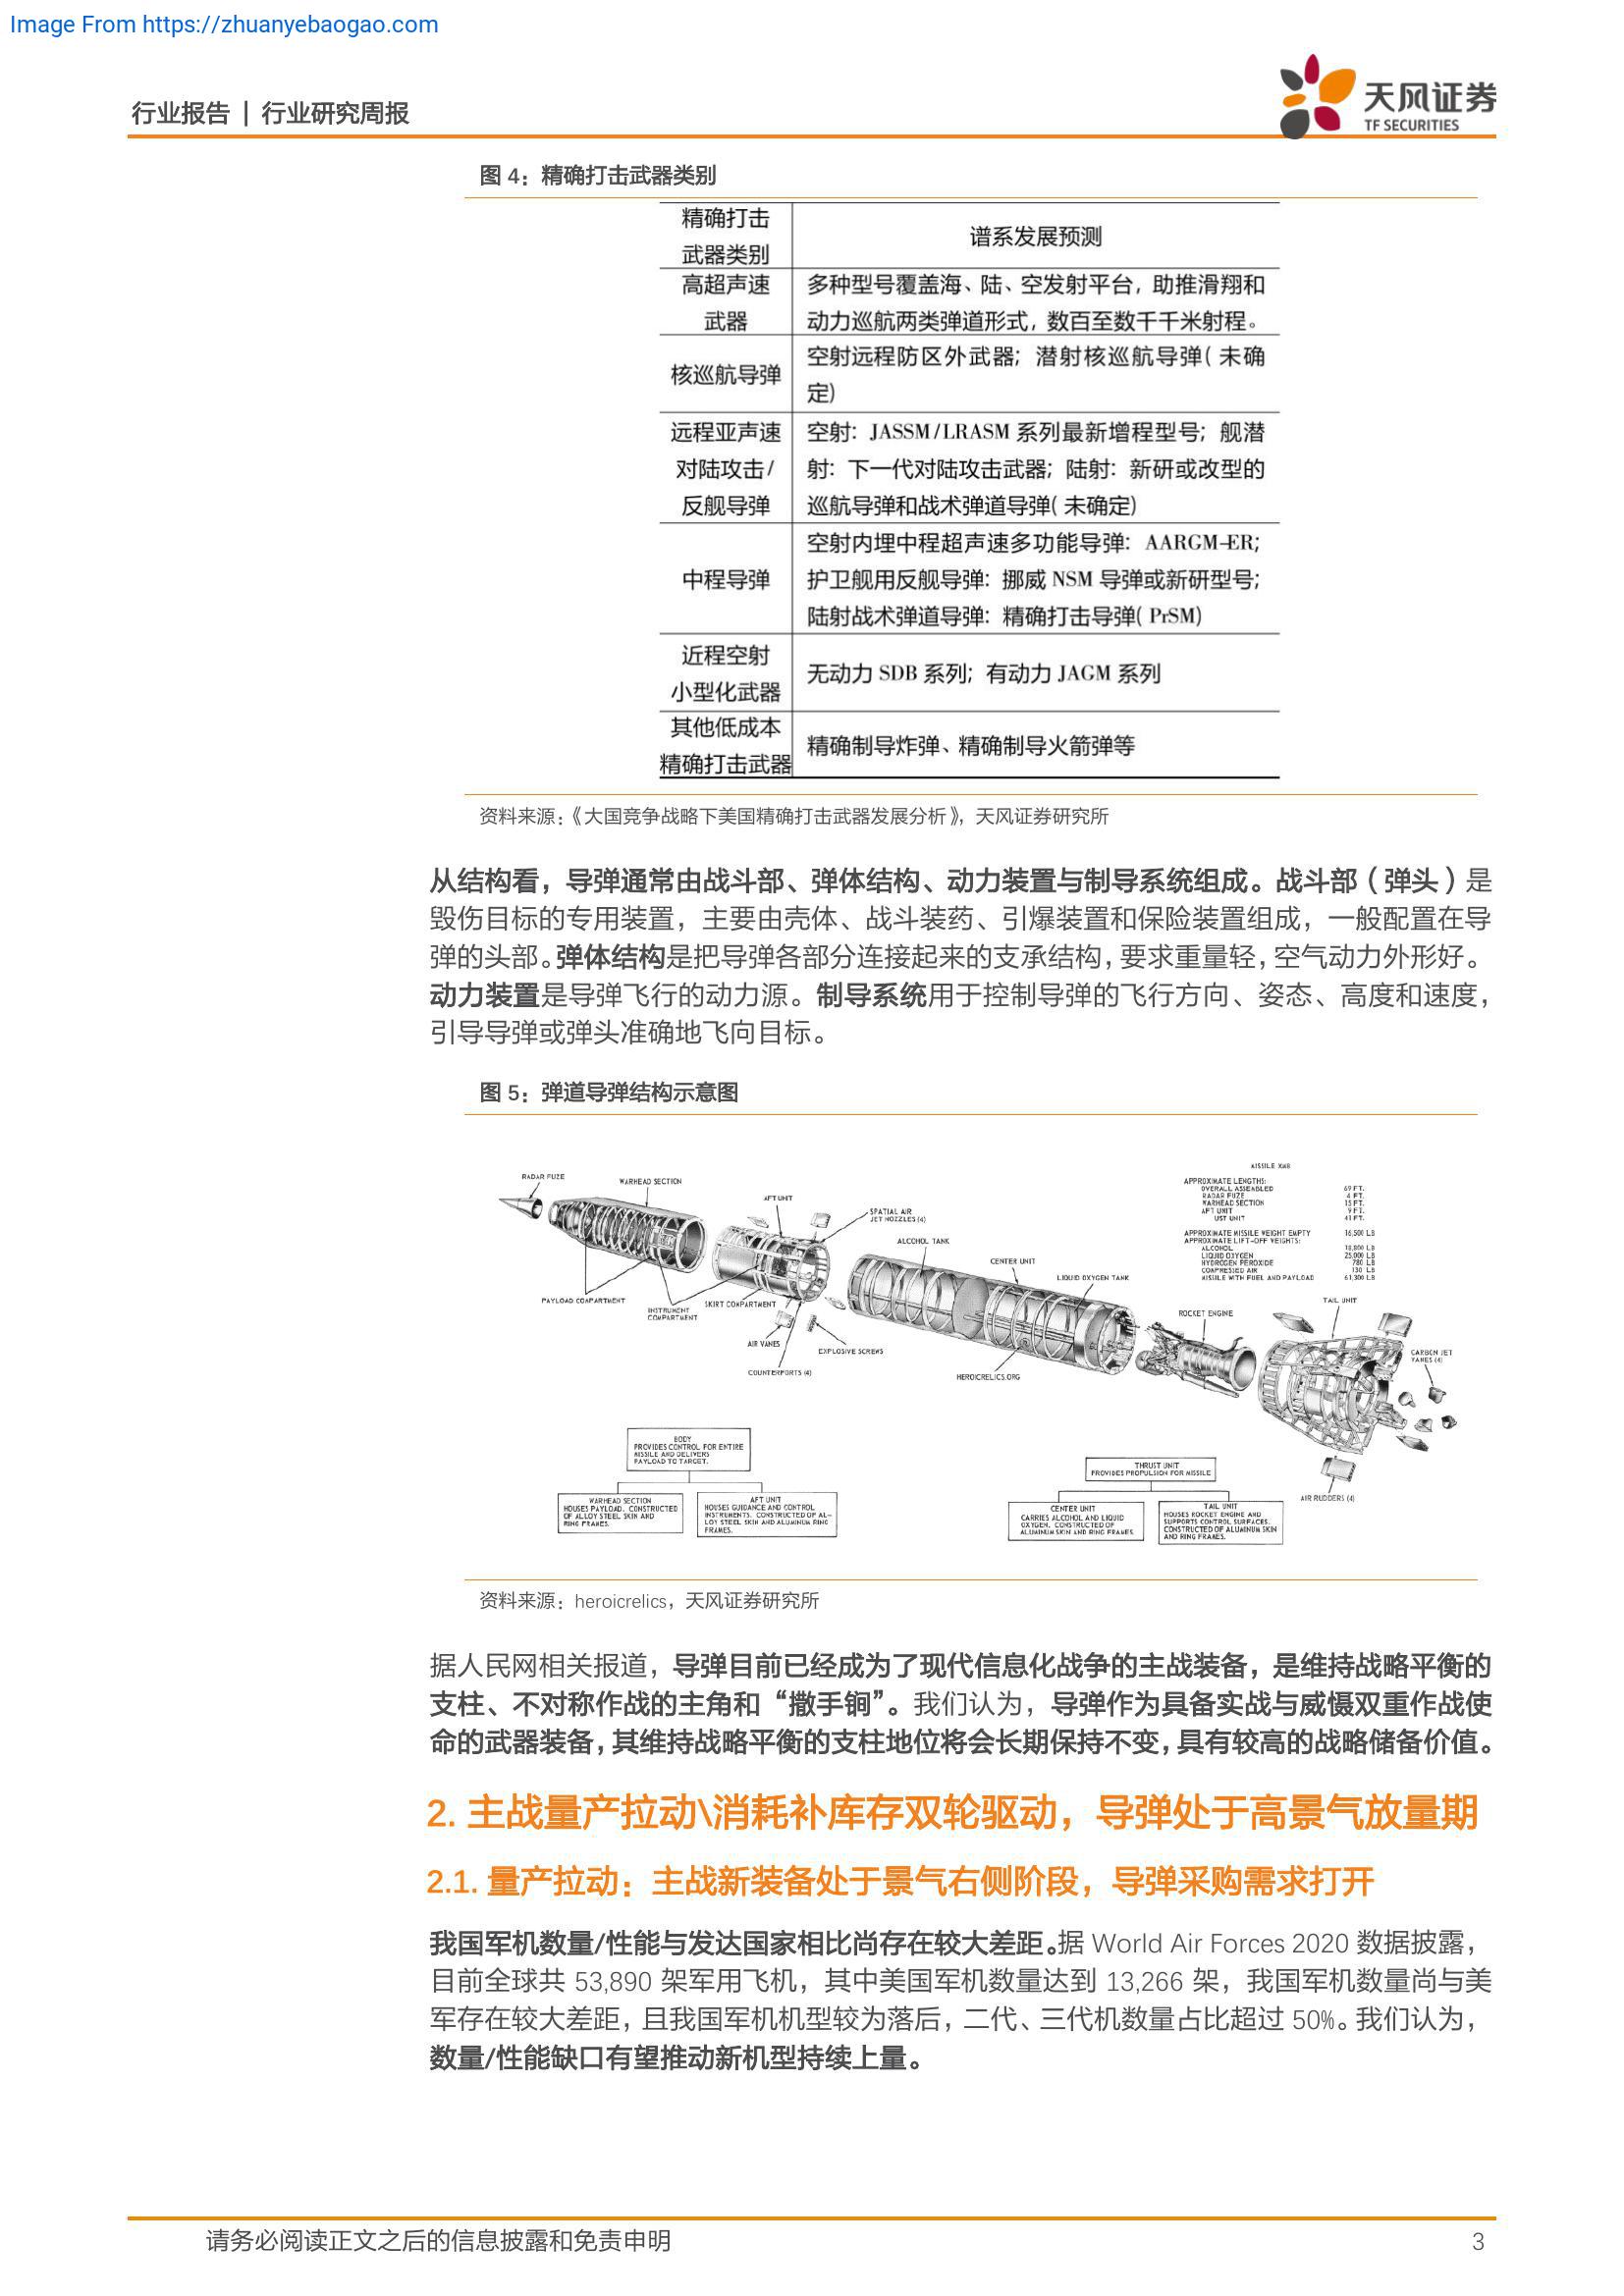 Image From https://zhuanyebaogao.com
行业报告 | 行业研究周报
天风证券
TF SECURITIES
图 4：精确打击武器类别
精确打击
武器类别
谱系发展预测
高超声速
武器
多种型号覆盖海、陆、空发射平台，助推滑翔和
动力巡航两类弹道形式，数百至数千千米射程。
核巡航导弹
空射远程防区外武器；潜射核巡航导弹( 未确
定)
远程亚声速
对陆攻击/
反舰导弹
空射：JASSM/LRASM 系列最新增程型号；舰潜
射：下一代对陆攻击武器；陆射：新研或改型的
巡航导弹和战术弹道导弹( 未确定)
中程导弹
空射内埋中程超声速多功能导弹：AARGM-ER；
护卫舰用反舰导弹：挪威 NSM 导弹或新研型号；
陆射战术弹道导弹：精确打击导弹( PrSM)
近程空射
小型化武器
无动力 SDB 系列；有动力 JAGM 系列
其他低成本
精确打击武器
精确制导炸弹、精确制导火箭弹等
资料来源：《大国竞争战略下美国精确打击武器发展分析》，天风证券研究所
从结构看，导弹通常由战斗部、弹体结构、动力装置与制导系统组成。战斗部（弹头）是
毁伤目标的专用装置，主要由壳体、战斗装药、引爆装置和保险装置组成，一般配置在导
弹的头部。弹体结构是把导弹各部分连接起来的支承结构，要求重量轻，空气动力外形好。
动力装置是导弹飞行的动力源。制导系统用于控制导弹的飞行方向、姿态、高度和速度，
引导导弹或弹头准确地飞向目标。
图 5：弹道导弹结构示意图
RADAR FUZE
WARHEAD SECTION
AFT UNIT
SPATIAL AIR
JET NOZZLES (4)
ALCOHOL TANK
CENTER UNIT
LIQUID OXYGEN TANK
ROCKET ENGINE
TAIL UNIT
CARBON JET
VANES (4)
MISSILE XM8
APPROXIMATE LENGTHS:
OVERALL ASSEMBLED 69 FT.
RADAR FUZE 4 FT.
WARHEAD SECTION 15 FT.
AFT UNIT 9 FT.
UST UNIT 41 FT.
APPROXIMATE MISSILE WEIGHT EMPTY 16,500 LB
APPROXIMATE LIFT-OFF WEIGHTS:
ALCOHOL 18,800 LB
LIQUID OXYGEN 25,000 LB
HYDROGEN PEROXIDE 780 LB
COMPRESSED AIR 130 LB
MISSILE WITH FUEL AND PAYLOAD 61,300 LB
PAYLOAD COMPARTMENT
INSTRUMENT
COMPARTMENT
SKIRT COMPARTMENT
AIR VANES
EXPLOSIVE SCREWS
COUNTERPORTS (4)
HEROICRELICS.ORG
AIR RUDDERS (4)
BODY
PROVIDES CONTROL FOR ENTIRE
MISSILE AND DELIVERS
PAYLOAD TO TARGET.
WARHEAD SECTION
HOUSES PAYLOAD. CONSTRUCTED
OF ALLOY STEEL SKIN AND
RING FRAMES.
AFT UNIT
HOUSES GUIDANCE AND CONTROL
INSTRUMENTS. CONSTRUCTED OF AL-
LOY STEEL SKIN AND ALUMINUM RING
FRAMES.
THRUST UNIT
PROVIDES PROPULSION FOR MISSILE
CENTER UNIT
CARRIES ALCOHOL AND LIQUID
OXYGEN. CONSTRUCTED OF
ALUMINUM SKIN AND RING FRAMES.
TAIL UNIT
HOUSES ROCKET ENGINE AND
SUPPORTS CONTROL SURFACES.
CONSTRUCTED OF ALUMINUM SKIN
AND RING FRAMES.
资料来源：heroicrelics，天风证券研究所
据人民网相关报道，导弹目前已经成为了现代信息化战争的主战装备，是维持战略平衡的
支柱、不对称作战的主角和“撒手锏”。我们认为，导弹作为具备实战与威慑双重作战使
命的武器装备，其维持战略平衡的支柱地位将会长期保持不变，具有较高的战略储备价值。
2. 主战量产拉动\消耗补库存双轮驱动，导弹处于高景气放量期
2.1. 量产拉动：主战新装备处于景气右侧阶段，导弹采购需求打开
我国军机数量/性能与发达国家相比尚存在较大差距。据 World Air Forces 2020 数据披露，
目前全球共 53,890 架军用飞机，其中美国军机数量达到 13,266 架，我国军机数量尚与美
军存在较大差距，且我国军机机型较为落后，二代、三代机数量占比超过 50%。我们认为，
数量/性能缺口有望推动新机型持续上量。
请务必阅读正文之后的信息披露和免责申明
3